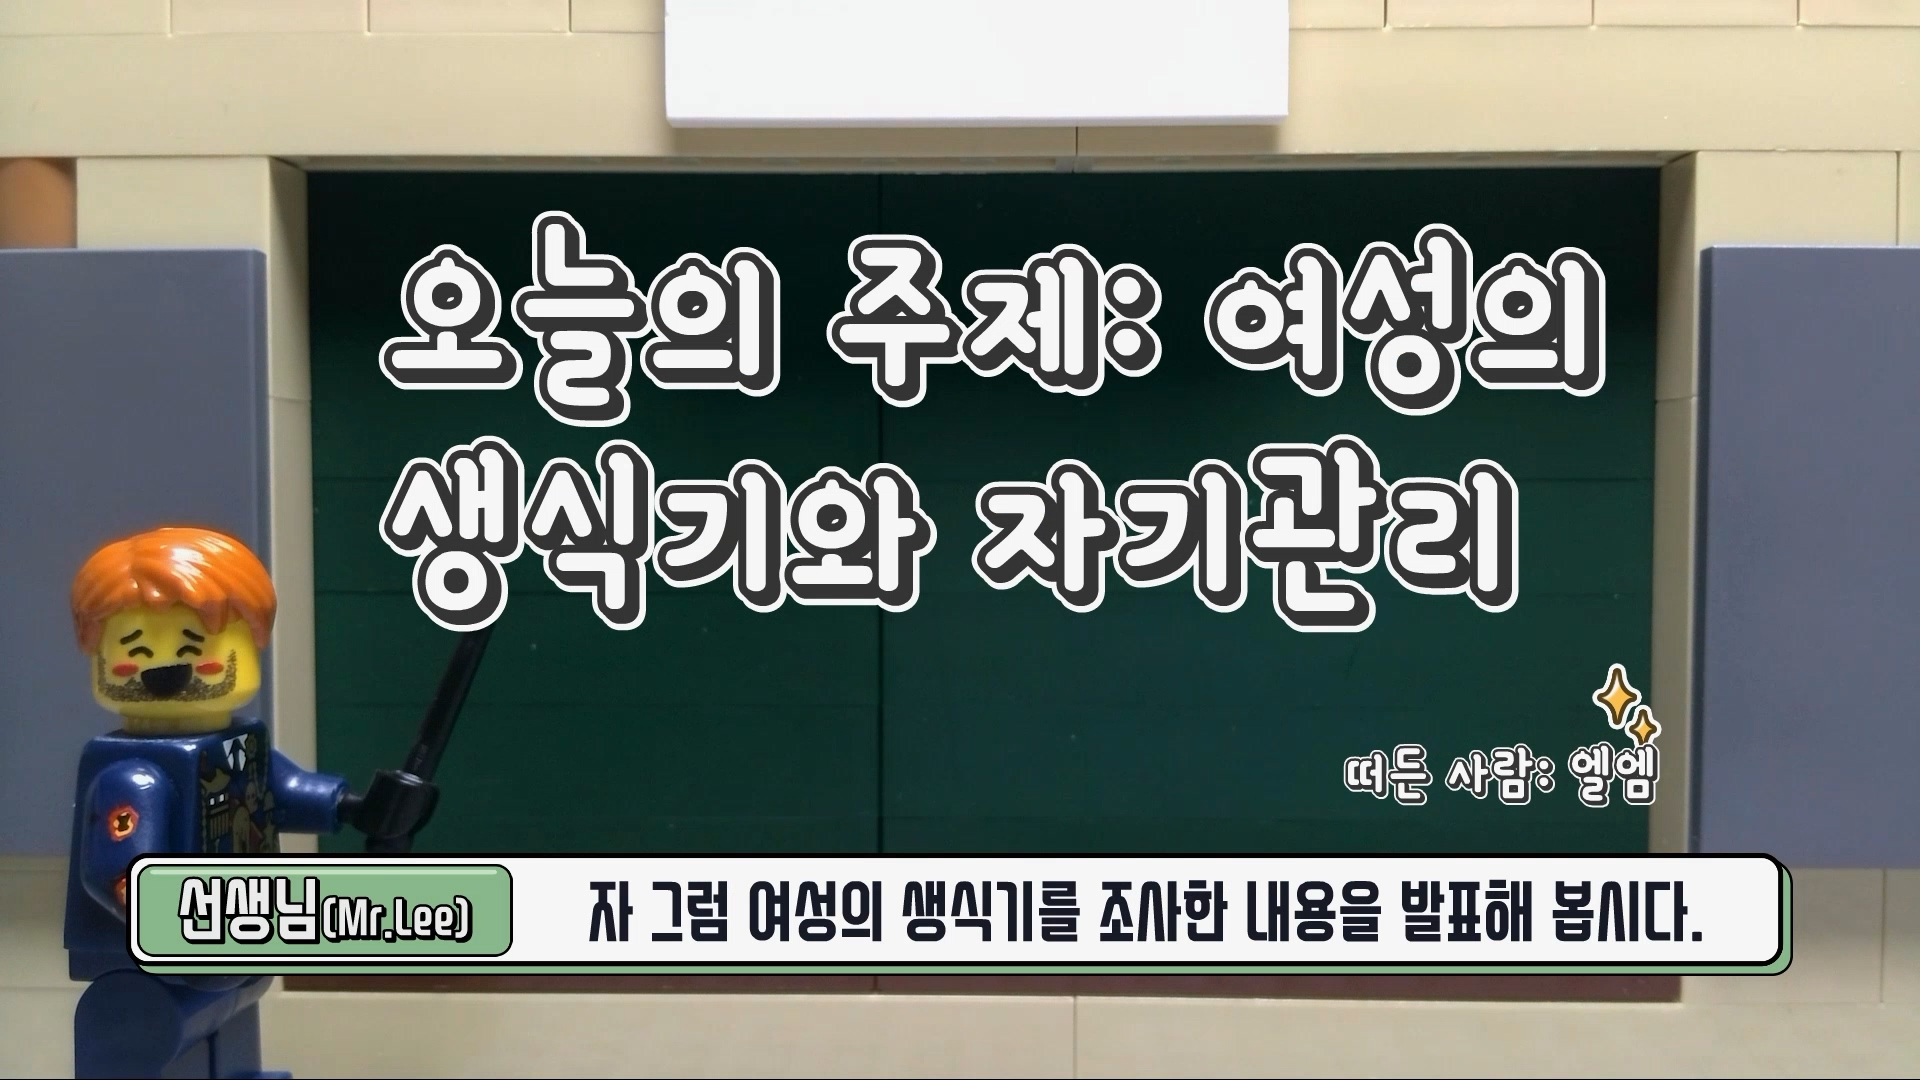 오늘의 주제: 여성의
생식기와 자기관리
떠든 사람: 엘엠
선생님(Mr.Lee)
자 그럼 여성의 생식기를 조사한 내용을 발표해 봅시다.